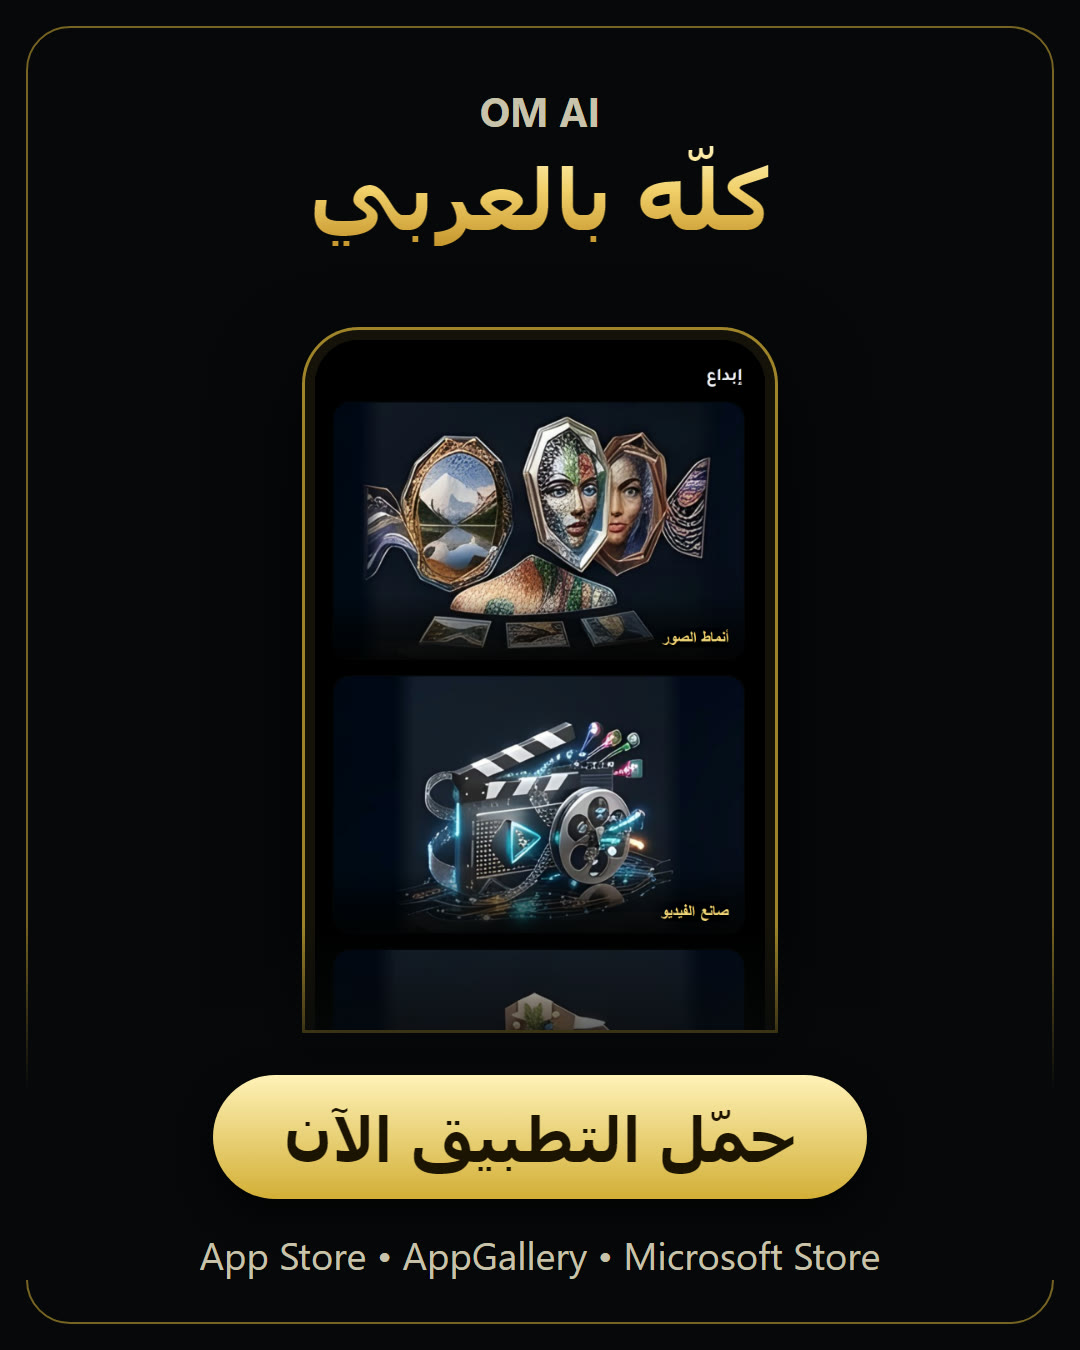 OM AI
كلّه بالعربي
إبداع
أنماط الصور
صانع الفيديو
حمّل التطبيق الآن
App Store • AppGallery • Microsoft Store